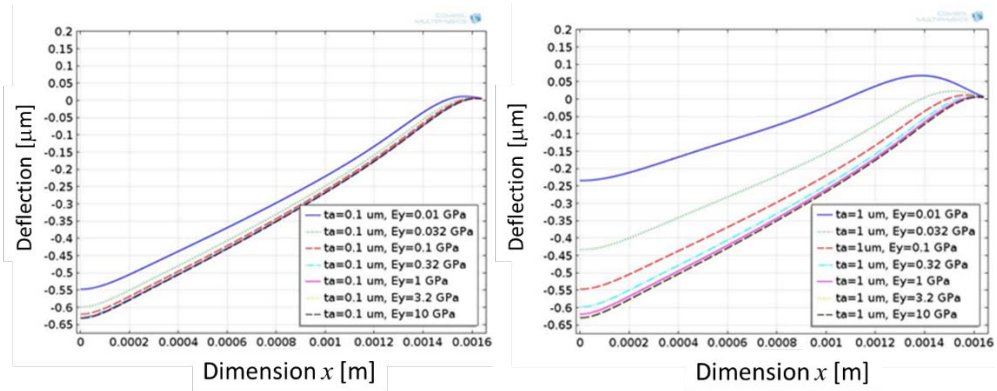 COMSOL
MULTIPHYSICS
0.2
0.15
0.1
0.05
0
-0.05
-0.1
-0.15
-0.2
-0.25
-0.3
-0.35
-0.4
-0.45
-0.5
-0.55
-0.6
-0.65
Deflection [µm]
ta=0.1 um, Ey=0.01 GPa
ta=0.1 um, Ey=0.032 GPa
ta=0.1 um, Ey=0.1 GPa
ta=0.1 um, Ey=0.32 GPa
ta=0.1 um, Ey=1 GPa
ta=0.1 um, Ey=3.2 GPa
ta=0.1 um, Ey=10 GPa
0 0.0002 0.0004 0.0006 0.0008 0.001 0.0012 0.0014 0.0016
Dimension x [m]
COMSOL
MULTIPHYSICS
0.2
0.15
0.1
0.05
0
-0.05
-0.1
-0.15
-0.2
-0.25
-0.3
-0.35
-0.4
-0.45
-0.5
-0.55
-0.6
-0.65
Deflection [µm]
ta=1 um, Ey=0.01 GPa
ta=1 um, Ey=0.032 GPa
ta=1um, Ey=0.1 GPa
ta=1 um, Ey=0.32 GPa
ta=1 um, Ey=1 GPa
ta=1 um, Ey=3.2 GPa
ta=1 um, Ey=10 GPa
0 0.0002 0.0004 0.0006 0.0008 0.001 0.0012 0.0014 0.0016
Dimension x [m]